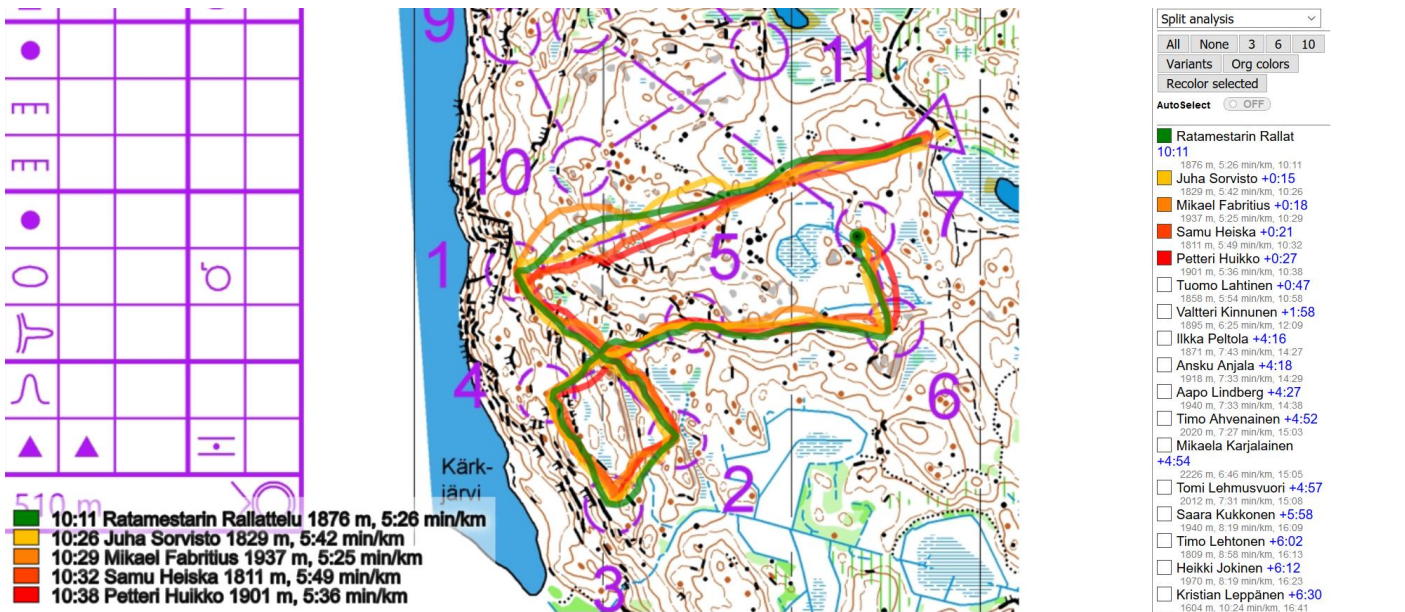 9
11
10
7
1
5
4
6
2
3
Kärk-
järvi
510 m
10:11 Ratamestarin Rallattelu 1876 m, 5:26 min/km
10:26 Juha Sorvisto 1829 m, 5:42 min/km
10:29 Mikael Fabritius 1937 m, 5:25 min/km
10:32 Samu Heiska 1811 m, 5:49 min/km
10:38 Petteri Huikko 1901 m, 5:36 min/km
Split analysis
All None 3 6 10
Variants Org colors
Recolor selected
AutoSelect OFF
Ratamestarin Rallat
10:11
1876 m, 5:26 min/km, 10:11
Juha Sorvisto +0:15
1829 m, 5:42 min/km, 10:26
Mikael Fabritius +0:18
1937 m, 5:25 min/km, 10:29
Samu Heiska +0:21
1811 m, 5:49 min/km, 10:32
Petteri Huikko +0:27
1901 m, 5:36 min/km, 10:38
Tuomo Lahtinen +0:47
1858 m, 5:54 min/km, 10:58
Valtteri Kinnunen +1:58
1895 m, 6:25 min/km, 12:09
Ilkka Peltola +4:16
1871 m, 7:43 min/km, 14:27
Ansku Anjala +4:18
1918 m, 7:33 min/km, 14:29
Aapo Lindberg +4:27
1940 m, 7:33 min/km, 14:38
Timo Ahvenainen +4:52
2020 m, 7:27 min/km, 15:03
Mikaela Karjalainen
+4:54
2226 m, 6:46 min/km, 15:05
Tomi Lehmusvuori +4:57
2012 m, 7:31 min/km, 15:08
Saara Kukkonen +5:58
1940 m, 8:19 min/km, 16:09
Timo Lehtonen +6:02
1809 m, 8:58 min/km, 16:13
Heikki Jokinen +6:12
1970 m, 8:19 min/km, 16:23
Kristian Leppänen +6:30
1604 m, 10:24 min/km, 16:41